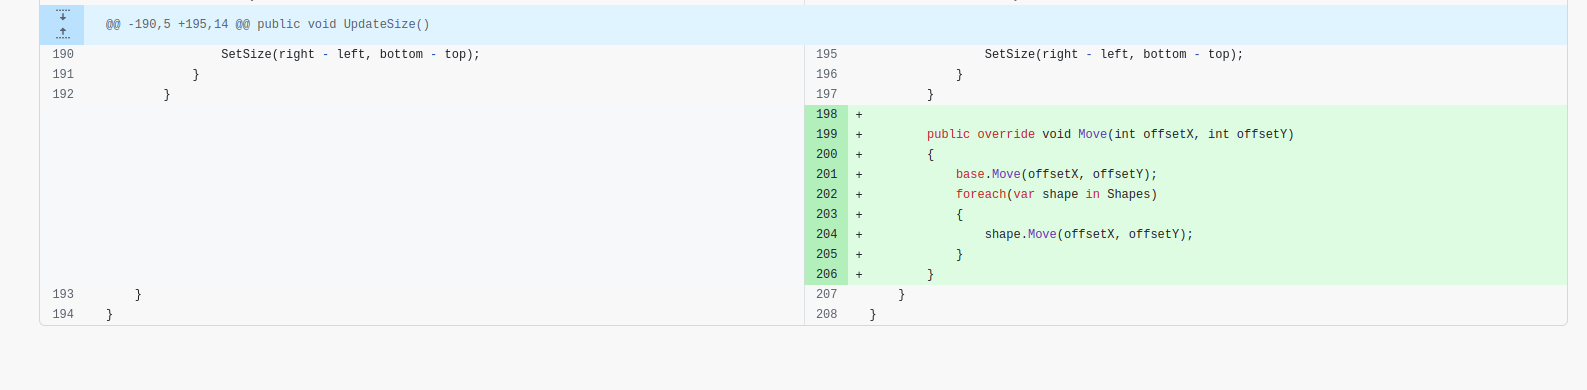 @@ -190,5 +195,14 @@ public void UpdateSize()
190 SetSize(right - left, bottom - top); 195 SetSize(right - left, bottom - top);
191 } 196 }
192 } 197 }
198 +
199 + public override void Move(int offsetX, int offsetY)
200 + {
201 + base.Move(offsetX, offsetY);
202 + foreach(var shape in Shapes)
203 + {
204 + shape.Move(offsetX, offsetY);
205 + }
206 + }
193 } 207 }
194 } 208 }